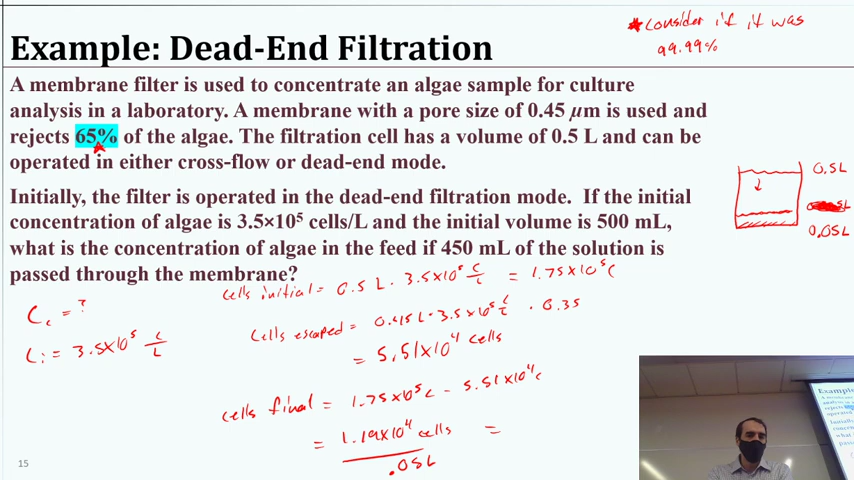 * consider if it was
99.99%
Example: Dead-End Filtration
A membrane filter is used to concentrate an algae sample for culture
analysis in a laboratory. A membrane with a pore size of 0.45 µm is used and
rejects 65% of the algae. The filtration cell has a volume of 0.5 L and can be
operated in either cross-flow or dead-end mode.
0.5L
0.05L
Initially, the filter is operated in the dead-end filtration mode. If the initial
concentration of algae is 3.5×10⁵ cells/L and the initial volume is 500 mL,
what is the concentration of algae in the feed if 450 mL of the solution is
passed through the membrane?
Cells initial = 0.5 L · 3.5×10⁵ C/L = 1.75×10⁵ C
Cc = ?
Cells escaped = 0.45L · 3.5×10⁵ C/L · 0.35
Ci = 3.5×10⁵ C/L
= 5.51×10⁴ cells
cells final = 1.75×10⁵C - 5.51×10⁴C
= 1.19×10⁴ cells =
.05L
15
Example